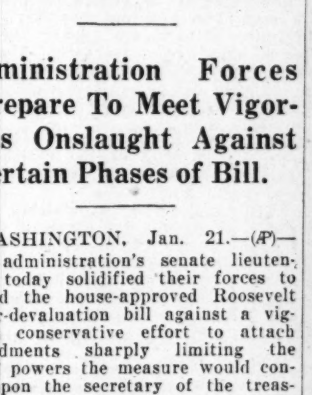 ministration Forces
repare To Meet Vigor-
s Onslaught Against
ertain Phases of Bill.
ASHINGTON, Jan. 21.—(AP)—
administration's senate lieuten-
today solidified their forces to
d the house-approved Roosevelt
r-devaluation bill against a vig-
conservative effort to attach
dments sharply limiting the
powers the measure would con-
pon the secretary of the treas-